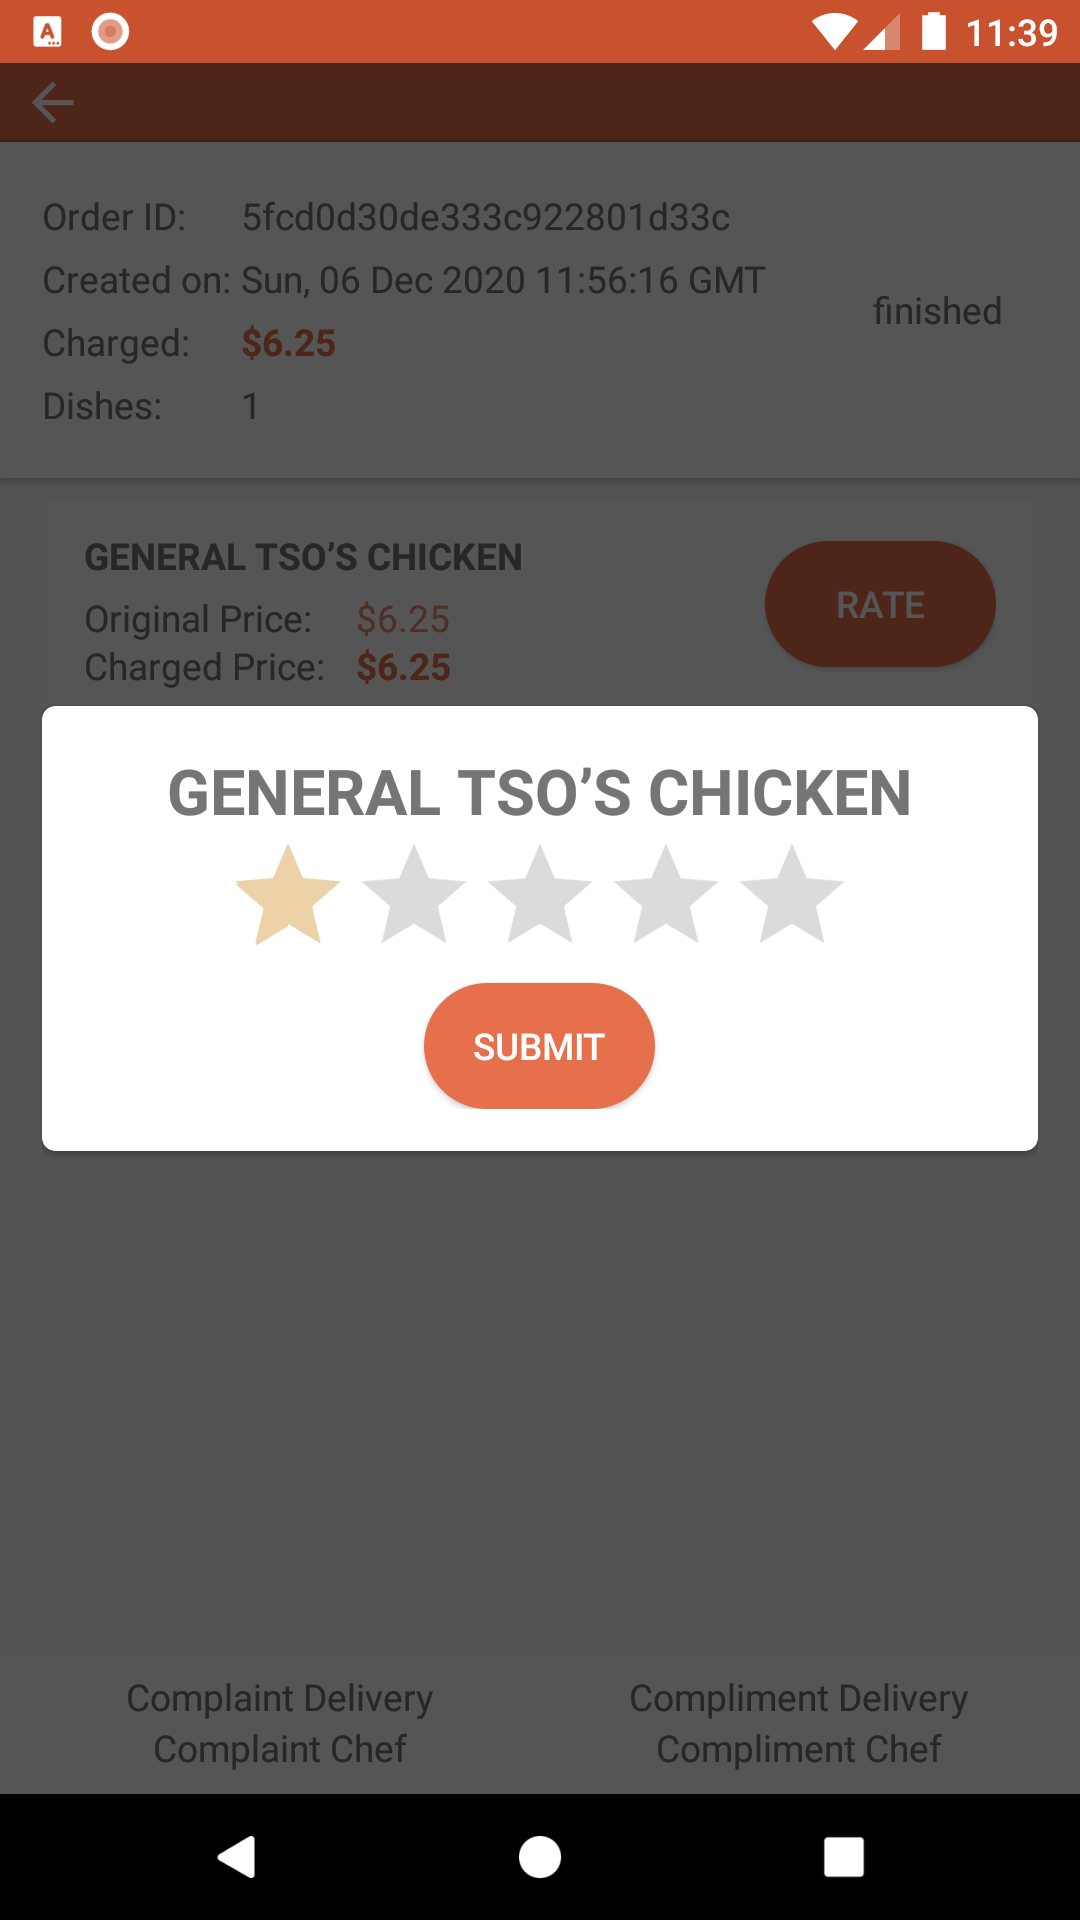 11:39
Order ID: 5fcd0d30de333c922801d33c
Created on: Sun, 06 Dec 2020 11:56:16 GMT
finished
Charged: $6.25
Dishes: 1
GENERAL TSO’S CHICKEN
RATE
Original Price: $6.25
Charged Price: $6.25
GENERAL TSO’S CHICKEN
SUBMIT
Complaint Delivery Compliment Delivery
Complaint Chef Compliment Chef